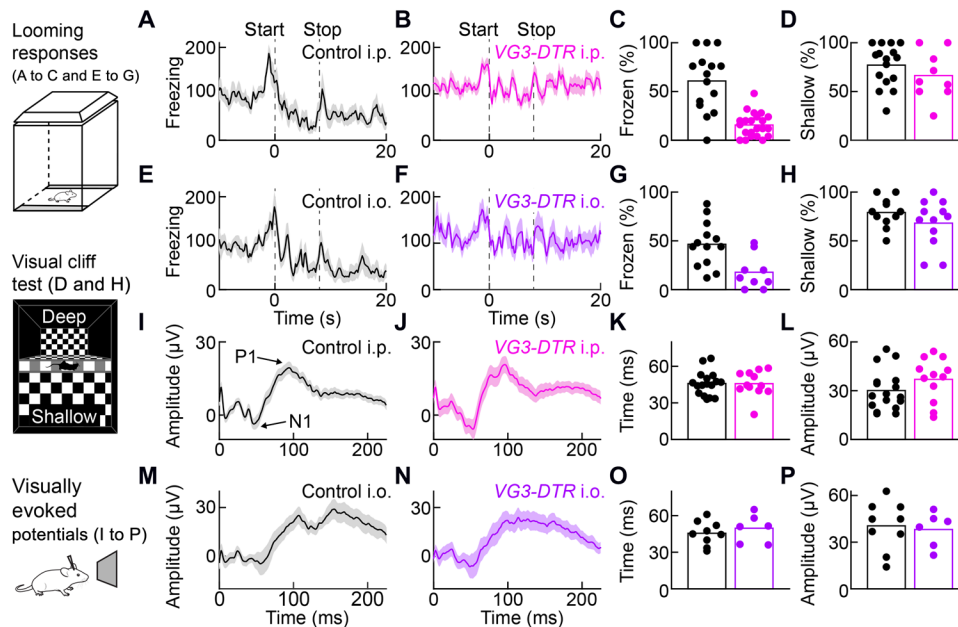 Looming
responses
(A to C and E to G)
Visual cliff
test (D and H)
Deep
Shallow
Visually
evoked
potentials (I to P)
A
Start Stop
Control i.p.
Freezing
200
100
0
0 20
B
Start Stop
VG3-DTR i.p.
200
100
0
0 20
C
Frozen (%)
100
50
0
D
Shallow (%)
100
50
0
E
Control i.o.
Freezing
200
100
0
0 20
Time (s)
F
VG3-DTR i.o.
200
100
0
0 20
Time (s)
G
Frozen (%)
100
50
0
H
Shallow (%)
100
50
0
I
Control i.p.
P1
N1
Amplitude (µV)
30
0
0 100 200
J
VG3-DTR i.p.
30
0
0 100 200
K
Time (ms)
60
30
0
L
Amplitude (µV)
60
30
0
M
Control i.o.
Amplitude (µV)
30
0
0 100 200
Time (ms)
N
VG3-DTR i.o.
30
0
0 100 200
Time (ms)
O
Time (ms)
60
30
0
P
Amplitude (µV)
60
30
0